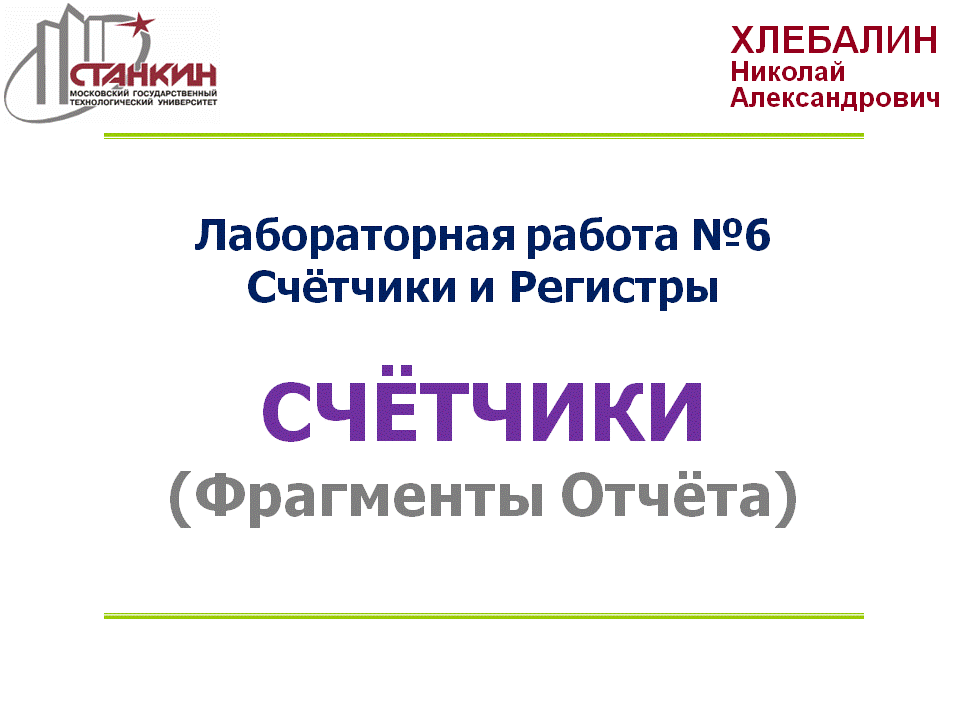 СТАНКИН
МОСКОВСКИЙ ГОСУДАРСТВЕННЫЙ
ТЕХНОЛОГИЧЕСКИЙ УНИВЕРСИТЕТ
ХЛЕБАЛИН
Николай
Александрович
Лабораторная работа №6
Счётчики и Регистры
СЧЁТЧИКИ
(Фрагменты Отчёта)